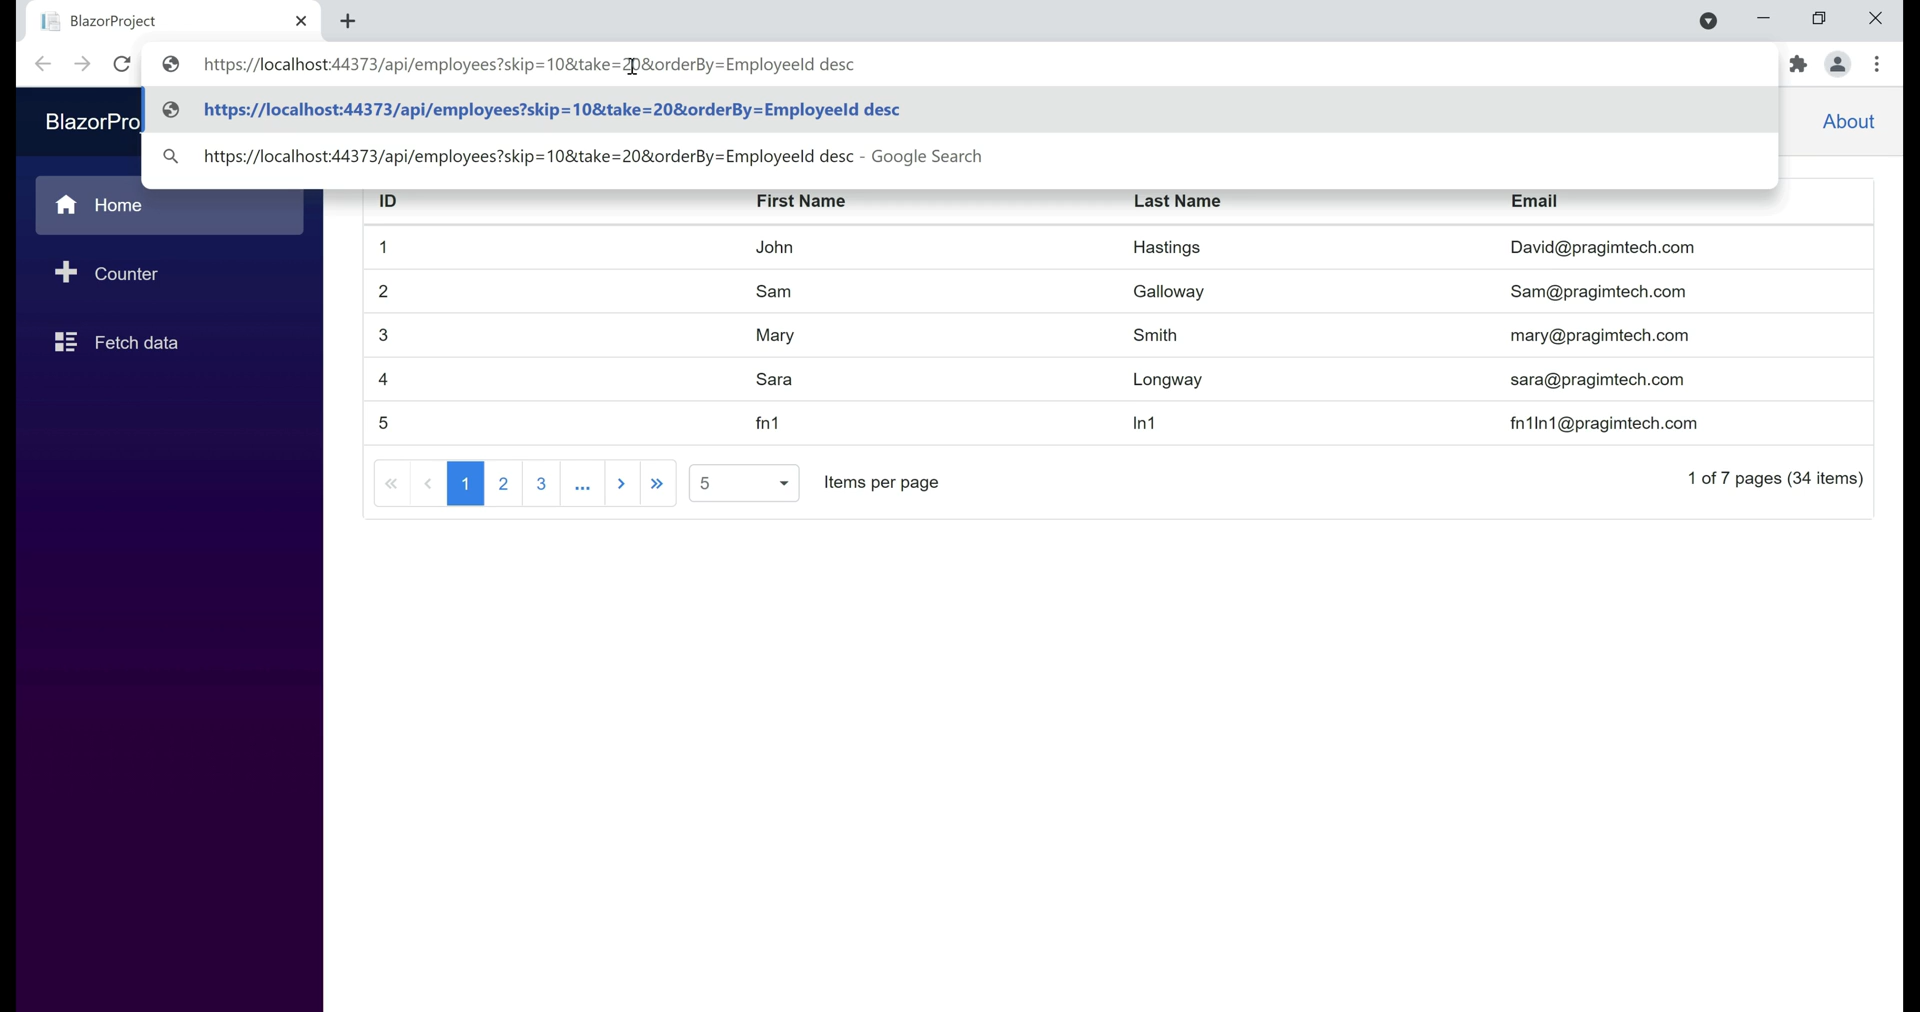 BlazorProject
https://localhost:44373/api/employees?skip=10&take=20&orderBy=EmployeeId desc
https://localhost:44373/api/employees?skip=10&take=20&orderBy=EmployeeId desc
https://localhost:44373/api/employees?skip=10&take=20&orderBy=EmployeeId desc - Google Search
BlazorPro
About
Home
Counter
Fetch data
ID First Name Last Name Email
1 John Hastings David@pragimtech.com
2 Sam Galloway Sam@pragimtech.com
3 Mary Smith mary@pragimtech.com
4 Sara Longway sara@pragimtech.com
5 fn1 ln1 fn1ln1@pragimtech.com
1 2 3 ... 5 Items per page 1 of 7 pages (34 items)